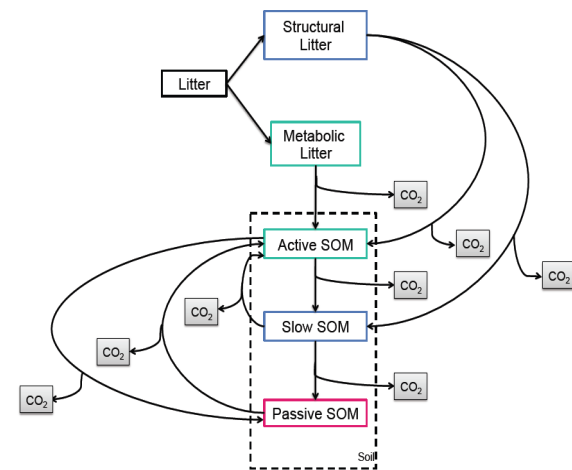 Structural
Litter
Litter
Metabolic
Litter
CO₂
Active SOM
CO₂
CO₂
CO₂
CO₂
Slow SOM
CO₂
CO₂
CO₂
Passive SOM
Soil